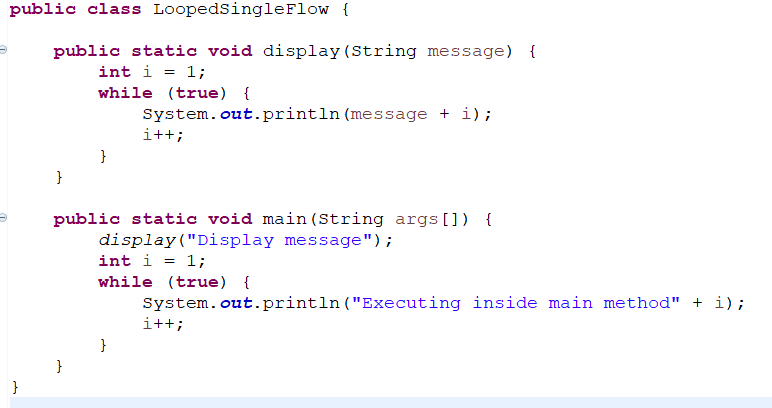 public class LoopedSingleFlow {
public static void display(String message) {
int i = 1;
while (true) {
System.out.println(message + i);
i++;
}
}
public static void main(String args[]) {
display("Display message");
int i = 1;
while (true) {
System.out.println("Executing inside main method" + i);
i++;
}
}
}